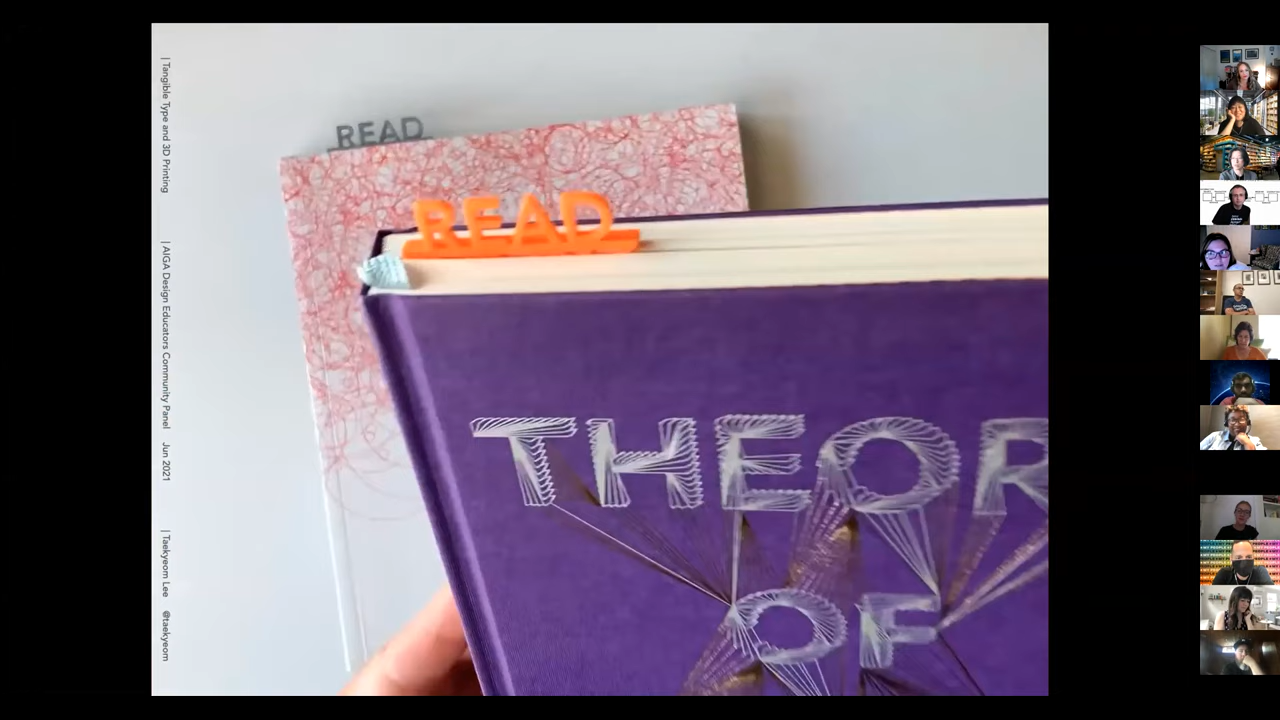 | Tangible Type and 3D Printing
| AIGA Design Educators Community Panel
Jun 2021
| Taekyeom Lee
@taekyeom
READ
READ
THEOR
OF